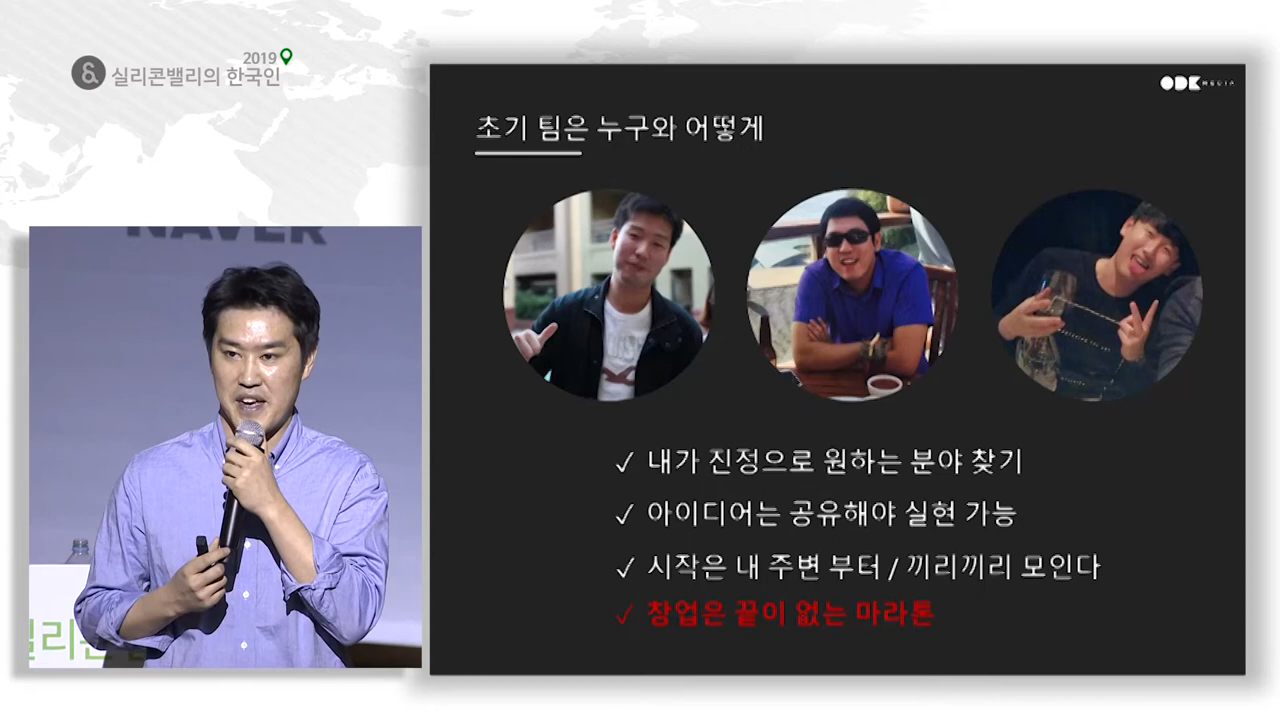 2019
& 실리콘밸리의 한국인
NAVER
ODK MEDIA
초기 팀은 누구와 어떻게
✓ 내가 진정으로 원하는 분야 찾기
✓ 아이디어는 공유해야 실현 가능
✓ 시작은 내 주변 부터 / 끼리끼리 모인다
✓ 창업은 끝이 없는 마라톤